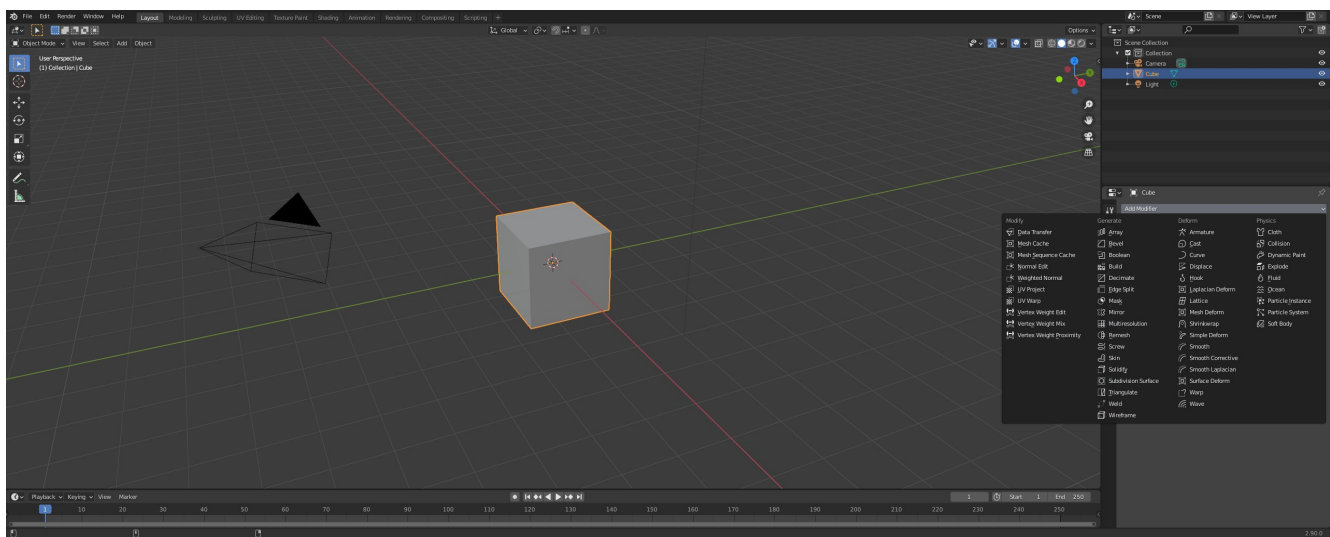 File Edit Render Window Help Layout Modeling Sculpting UV Editing Texture Paint Shading Animation Rendering Compositing Scripting + Scene View Layer
Global Options
Object Mode View Select Add Object
User Perspective
(1) Collection | Cube
Scene Collection
Collection
Camera
Cube
Light
Cube
Add Modifier
Modify Generate Deform Physics
Data Transfer Array Armature Cloth
Mesh Cache Bevel Cast Collision
Mesh Sequence Cache Boolean Curve Dynamic Paint
Normal Edit Build Displace Explode
Weighted Normal Decimate Hook Fluid
UV Project Edge Split Laplacian Deform Ocean
UV Warp Mask Lattice Particle Instance
Vertex Weight Edit Mirror Mesh Deform Particle System
Vertex Weight Mix Multiresolution Shrinkwrap Soft Body
Vertex Weight Proximity Remesh Simple Deform
Screw Smooth
Skin Smooth Corrective
Solidify Smooth Laplacian
Subdivision Surface Surface Deform
Triangulate Warp
Weld Wave
Wireframe
Playback Keying View Marker 1 Start 1 End 250
1 10 20 30 40 50 60 70 80 90 100 110 120 130 140 150 160 170 180 190 200 210 220 230 240 250
2.90.0